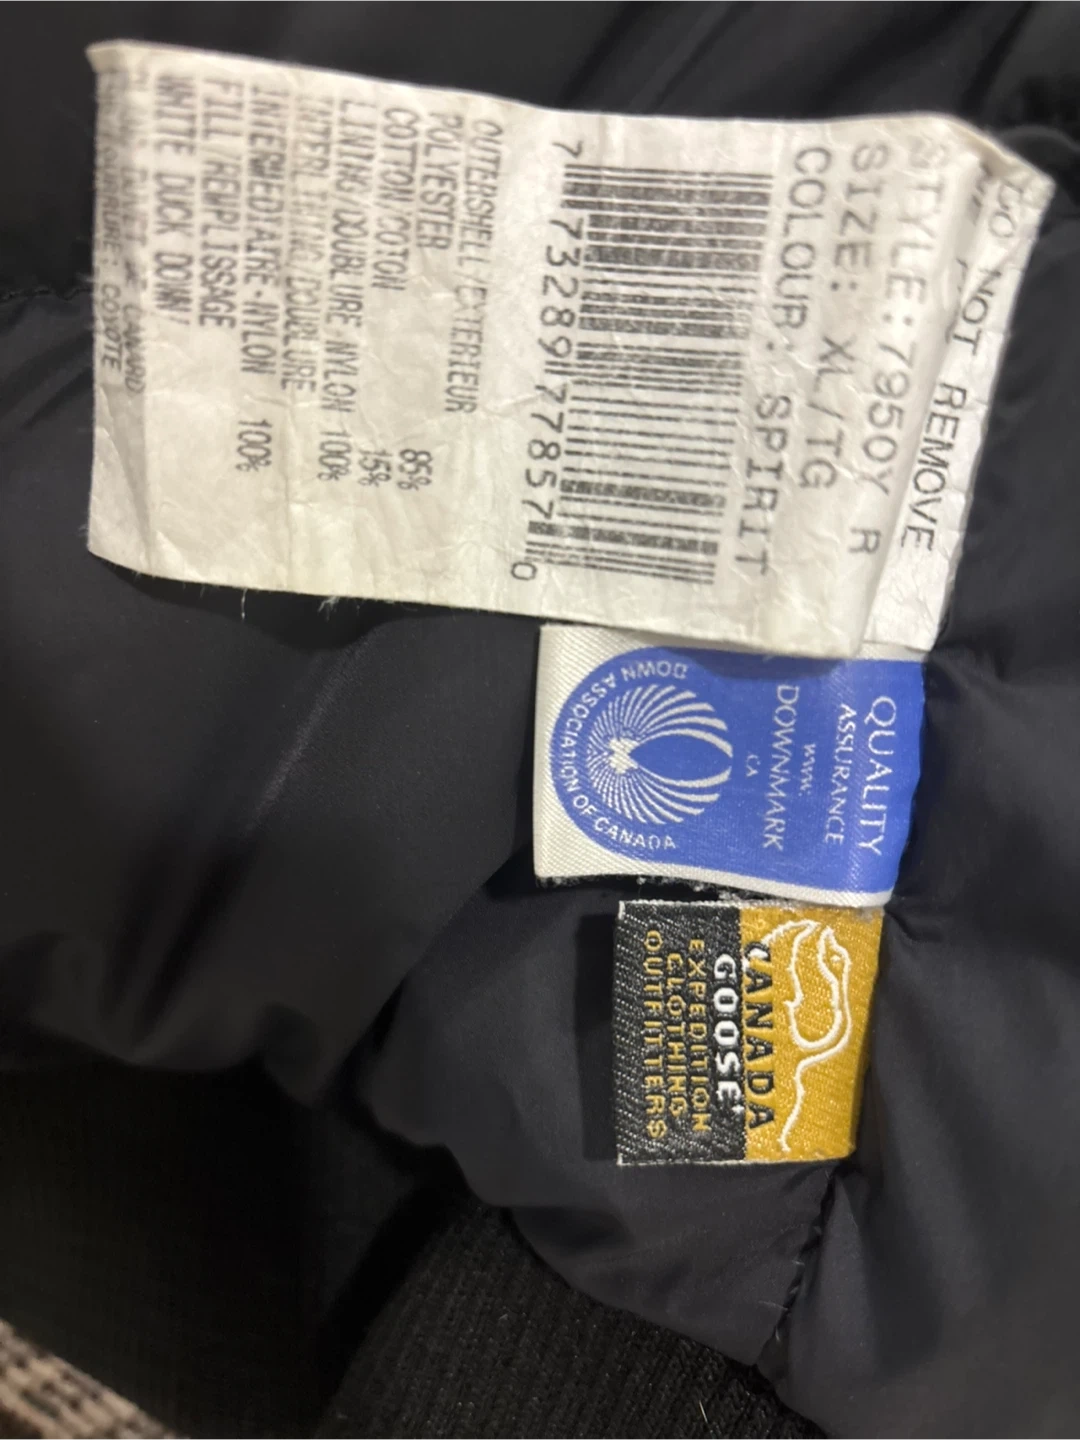 DO NOT REMOVE
STYLE:7950Y R
SIZE: XL/TG
COLOUR: SPIRIT
7 73289 77857 0
OUTERSHELL/EXTERIEUR
POLYESTER 85%
COTTON/COTON 15%
LINING/DOUBLURE-NYLON 100%
INTERLINING/DOUBLURE
INTERMEDIAIRE-NYLON 100%
FILL/REMPLISSAGE
WHITE DUCK DOWN/
CANARD
COYOTE
QUALITY
ASSURANCE
www.
DOWNMARK
.CA
DOWN ASSOCIATION OF CANADA
CANADA
GOOSE
EXPEDITION
CLOTHING
OUTFITTERS